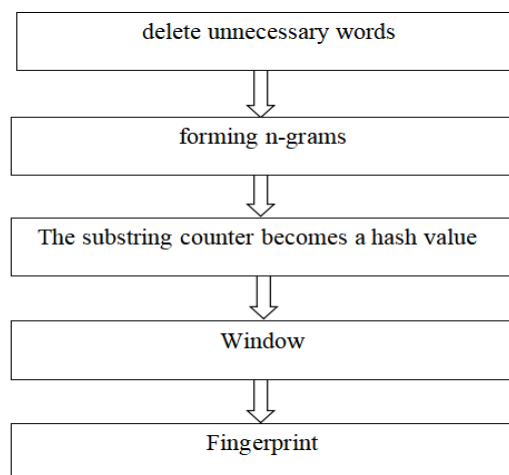 delete unnecessary words
forming n-grams
The substring counter becomes a hash value
Window
Fingerprint